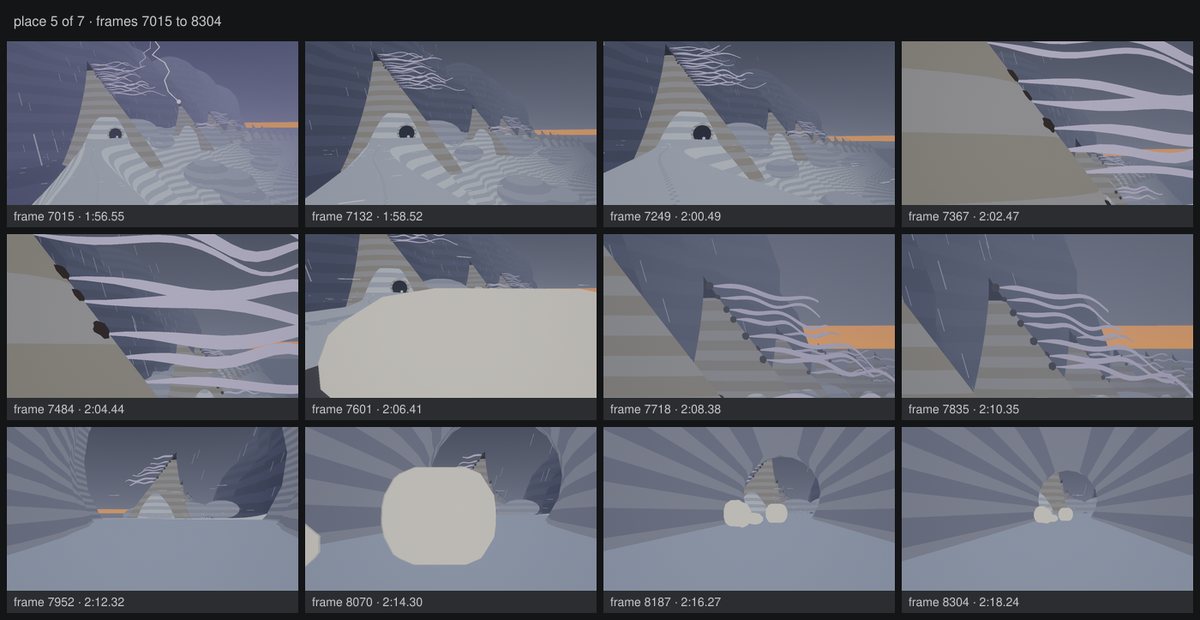 place 5 of 7 · frames 7015 to 8304
frame 7015 · 1:56.55
frame 7132 · 1:58.52
frame 7249 · 2:00.49
frame 7367 · 2:02.47
frame 7484 · 2:04.44
frame 7601 · 2:06.41
frame 7718 · 2:08.38
frame 7835 · 2:10.35
frame 7952 · 2:12.32
frame 8070 · 2:14.30
frame 8187 · 2:16.27
frame 8304 · 2:18.24